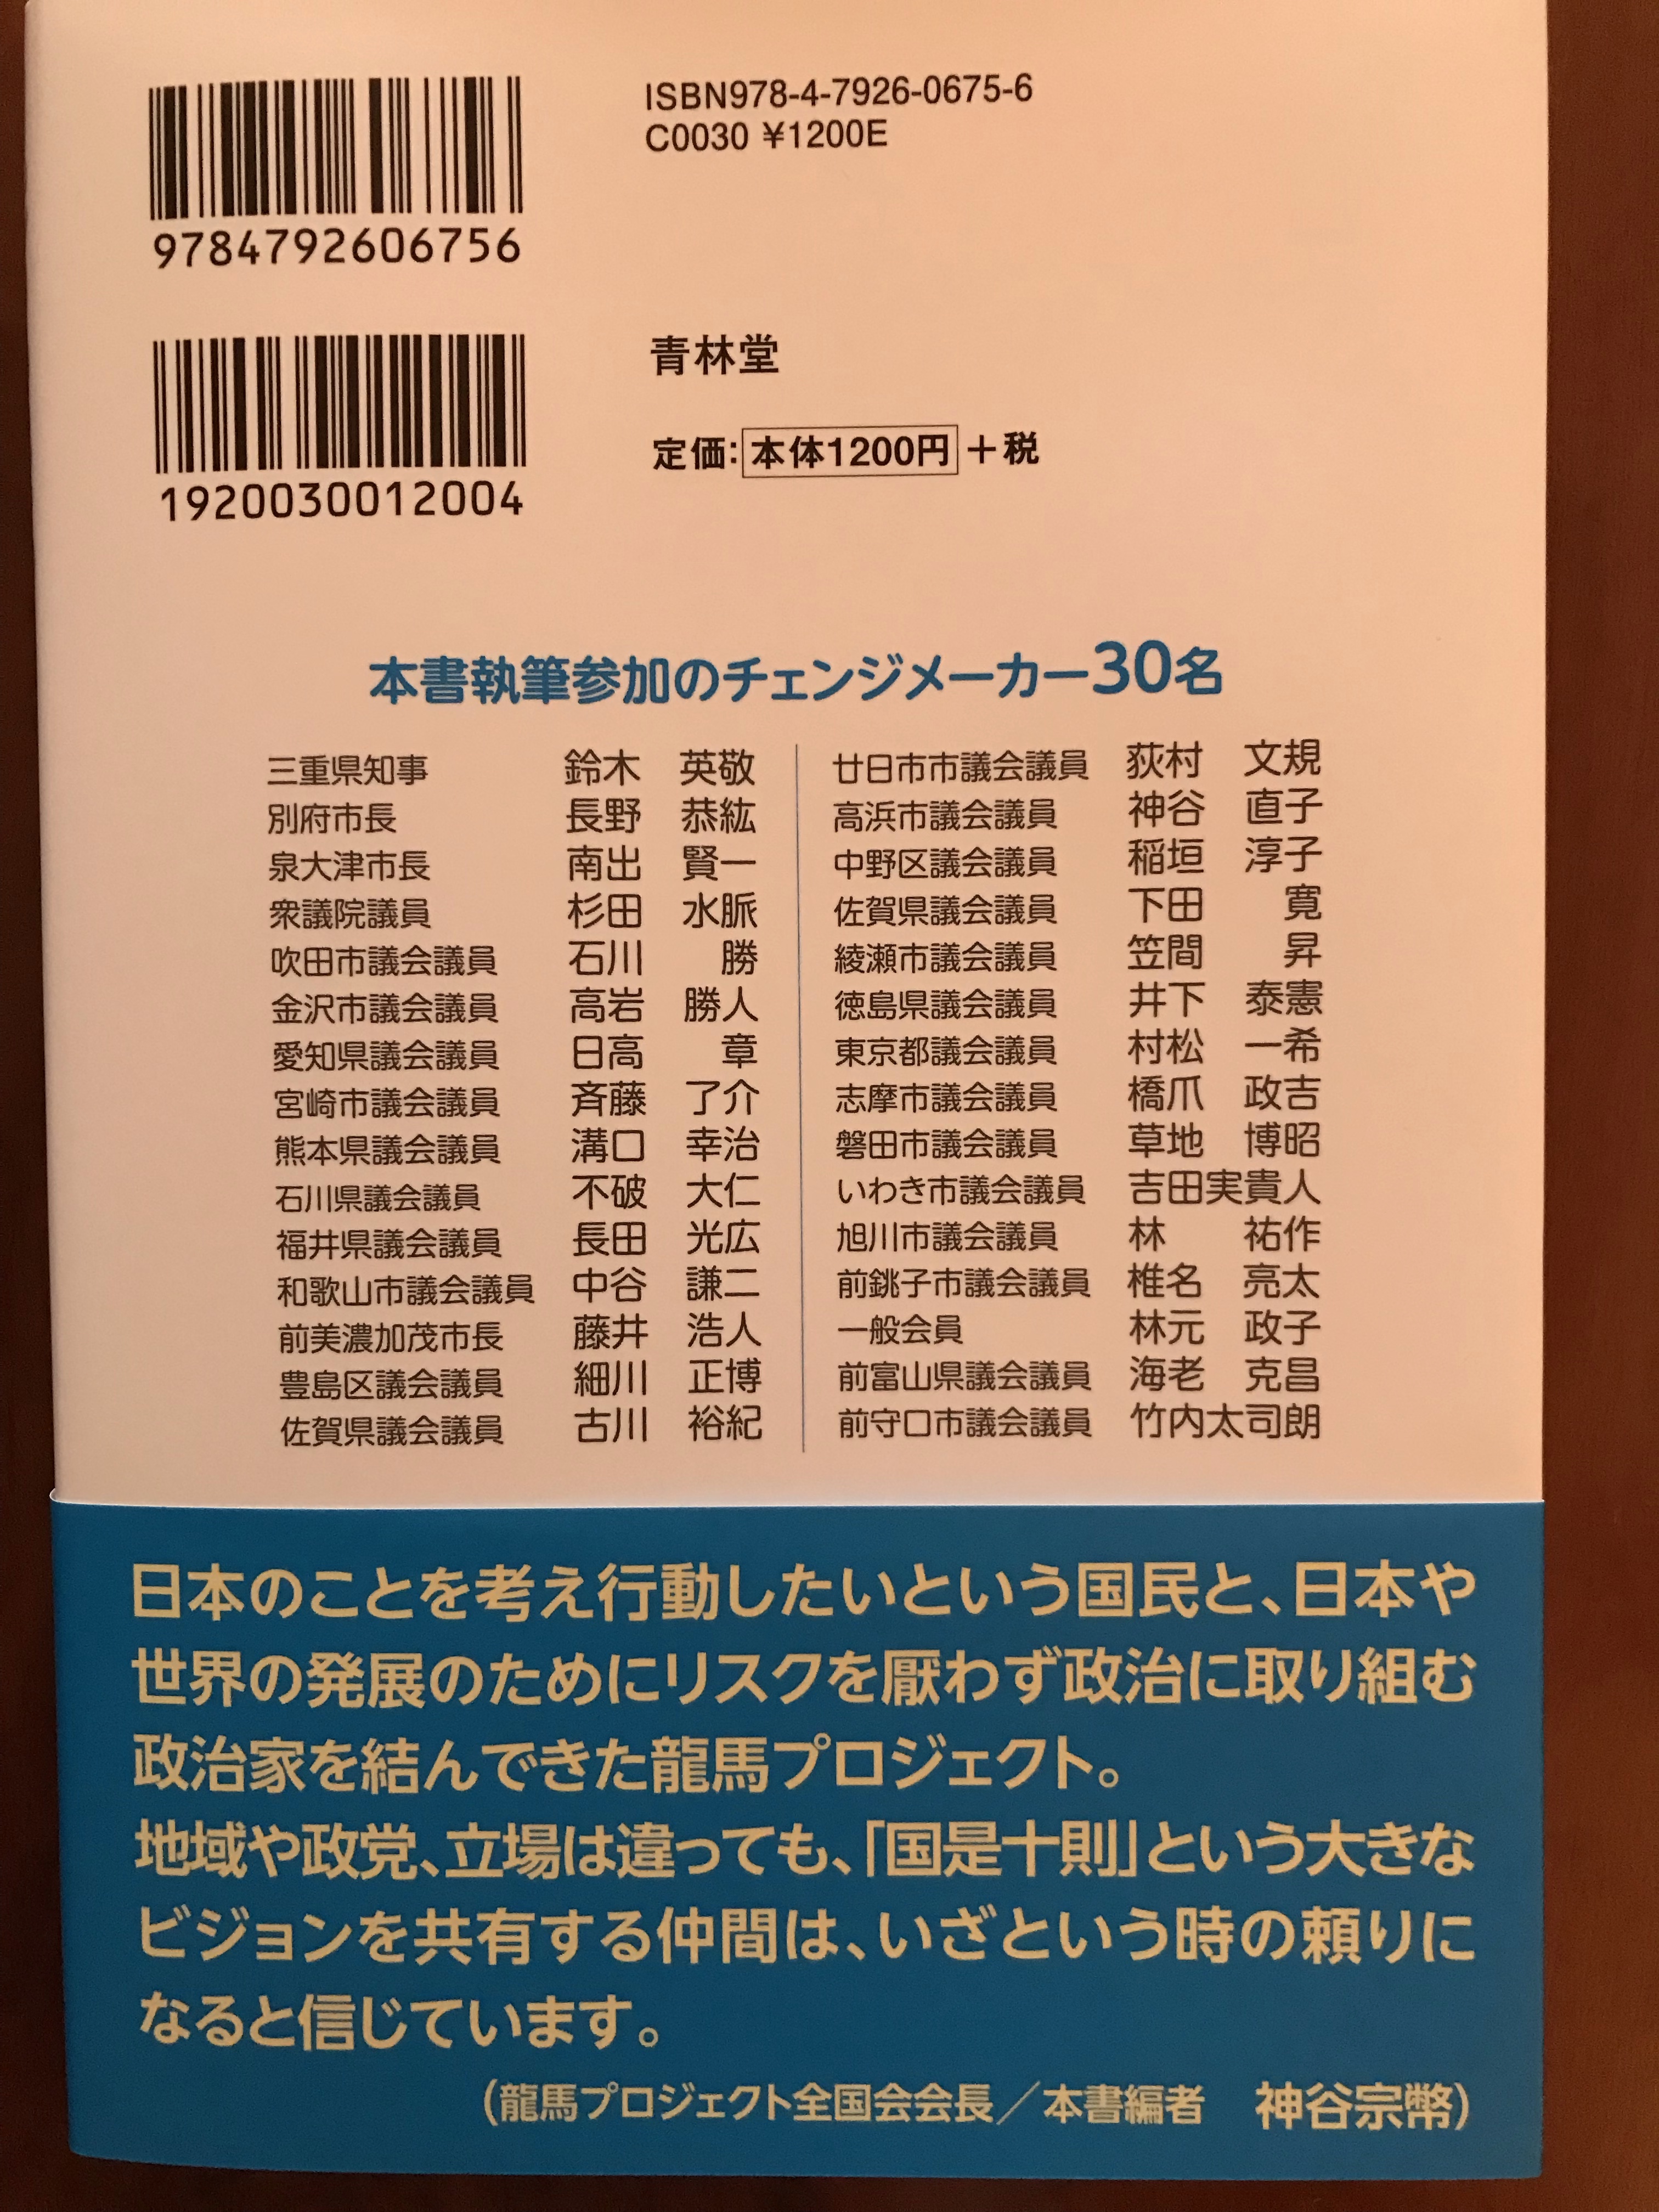 ISBN978-4-7926-0675-6
C0030 ¥1200E
9784792606756
青林堂
定価：本体1200円＋税
1920030012004
本書執筆参加のチェンジメーカー30名
三重県知事 鈴木 英敬
別府市長 長野 恭紘
泉大津市長 南出 賢一
衆議院議員 杉田 水脈
吹田市議会議員 石川 勝
金沢市議会議員 高岩 勝人
愛知県議会議員 日高 章
宮崎市議会議員 斉藤 了介
熊本県議会議員 溝口 幸治
石川県議会議員 不破 大仁
福井県議会議員 長田 光広
和歌山市議会議員 中谷 謙二
前美濃加茂市長 藤井 浩人
豊島区議会議員 細川 正博
佐賀県議会議員 古川 裕紀
廿日市市議会議員 荻村 文規
高浜市議会議員 神谷 直子
中野区議会議員 稲垣 淳子
佐賀県議会議員 下田 寛
綾瀬市議会議員 笠間 昇
徳島県議会議員 井下 泰憲
東京都議会議員 村松 一希
志摩市議会議員 橋爪 政吉
磐田市議会議員 草地 博昭
いわき市議会議員 吉田実貴人
旭川市議会議員 林 祐作
前銚子市議会議員 椎名 亮太
一般会員 林元 政子
前富山県議会議員 海老 克昌
前守口市議会議員 竹内太司朗
日本のことを考え行動したいという国民と、日本や
世界の発展のためにリスクを厭わず政治に取り組む
政治家を結んできた龍馬プロジェクト。
地域や政党、立場は違っても、「国是十則」という大きな
ビジョンを共有する仲間は、いざという時の頼りに
なると信じています。
（龍馬プロジェクト全国会会長／本書編者 神谷宗幣）